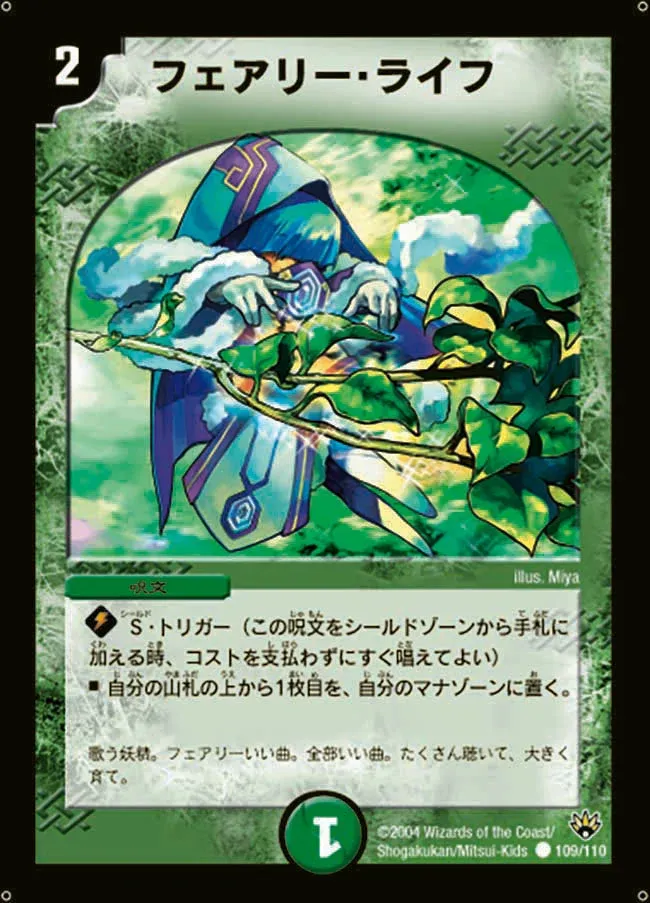 2
フェアリー・ライフ
illus. Miya
呪文
S・トリガー（この呪文をシールドゾーンから手札に
加える時、コストを支払わずにすぐ唱えてよい）
■ 自分の山札の上から1枚目を、自分のマナゾーンに置く。
歌う妖精。フェアリーいい曲。全部いい曲。たくさん聴いて、大きく
育て。
1
©2004 Wizards of the Coast/
Shogakukan/Mitsui-Kids ● 109/110